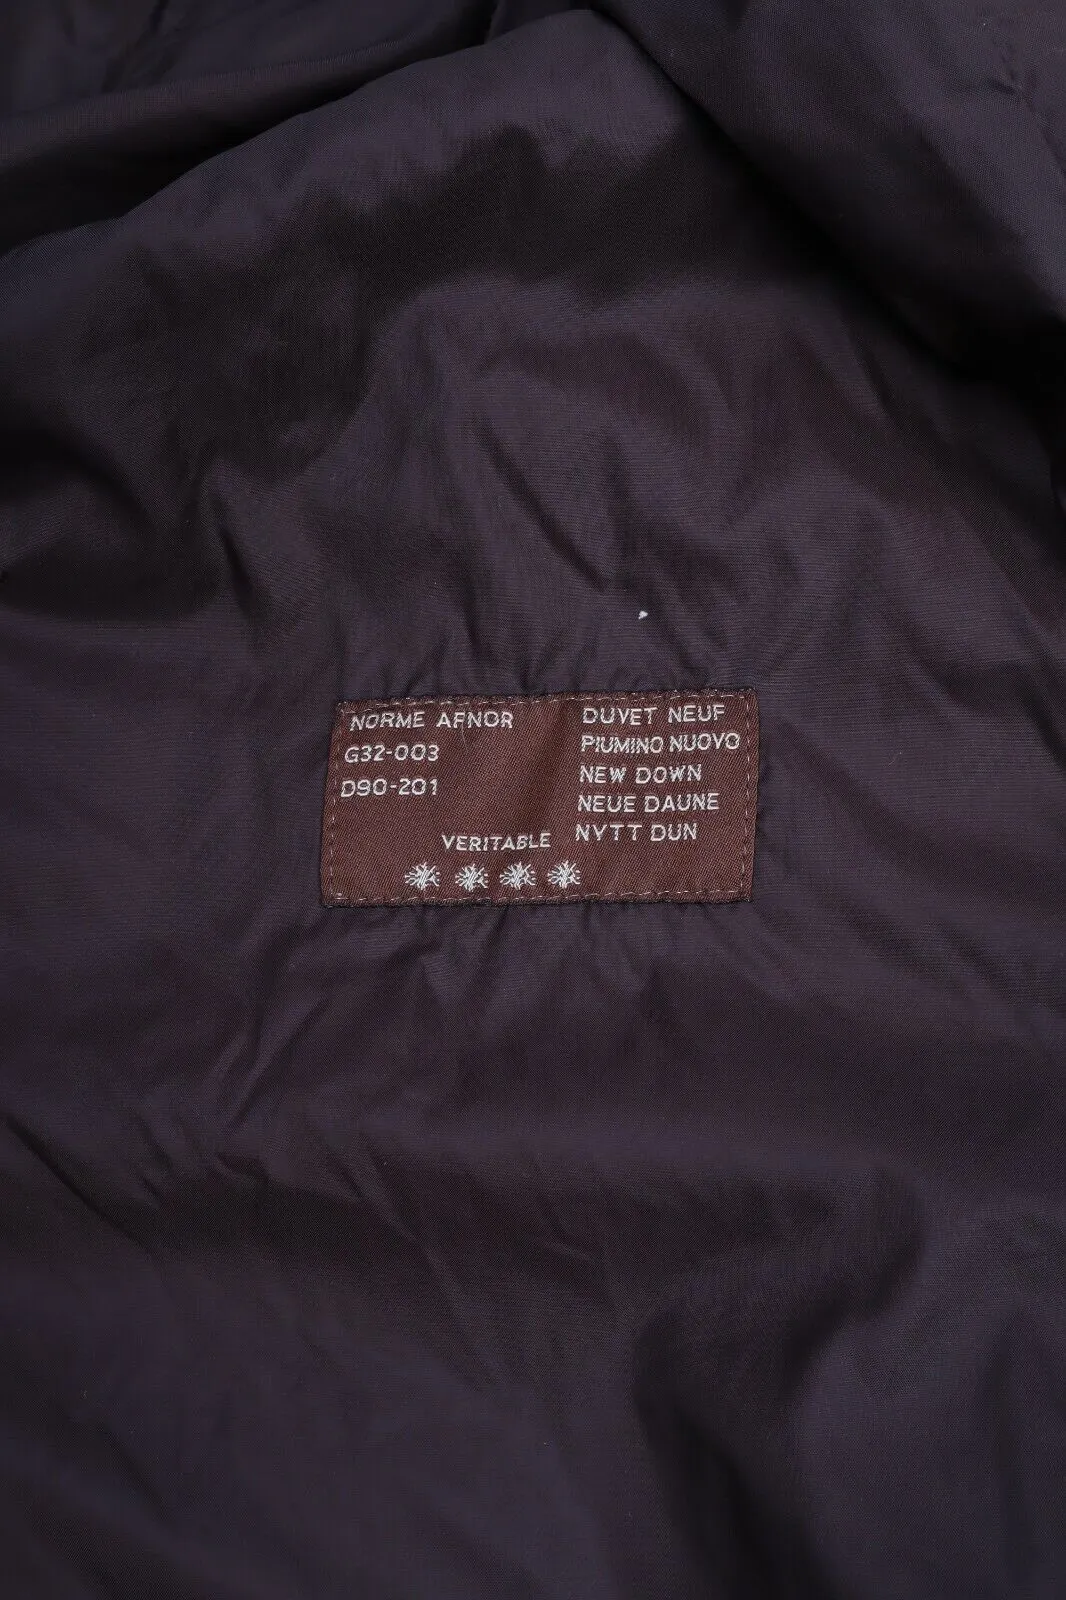 NORME AFNOR
G32-003
D90-201
VERITABLE
DUVET NEUF
PIUMINO NUOVO
NEW DOWN
NEUE DAUNE
NYTT DUN